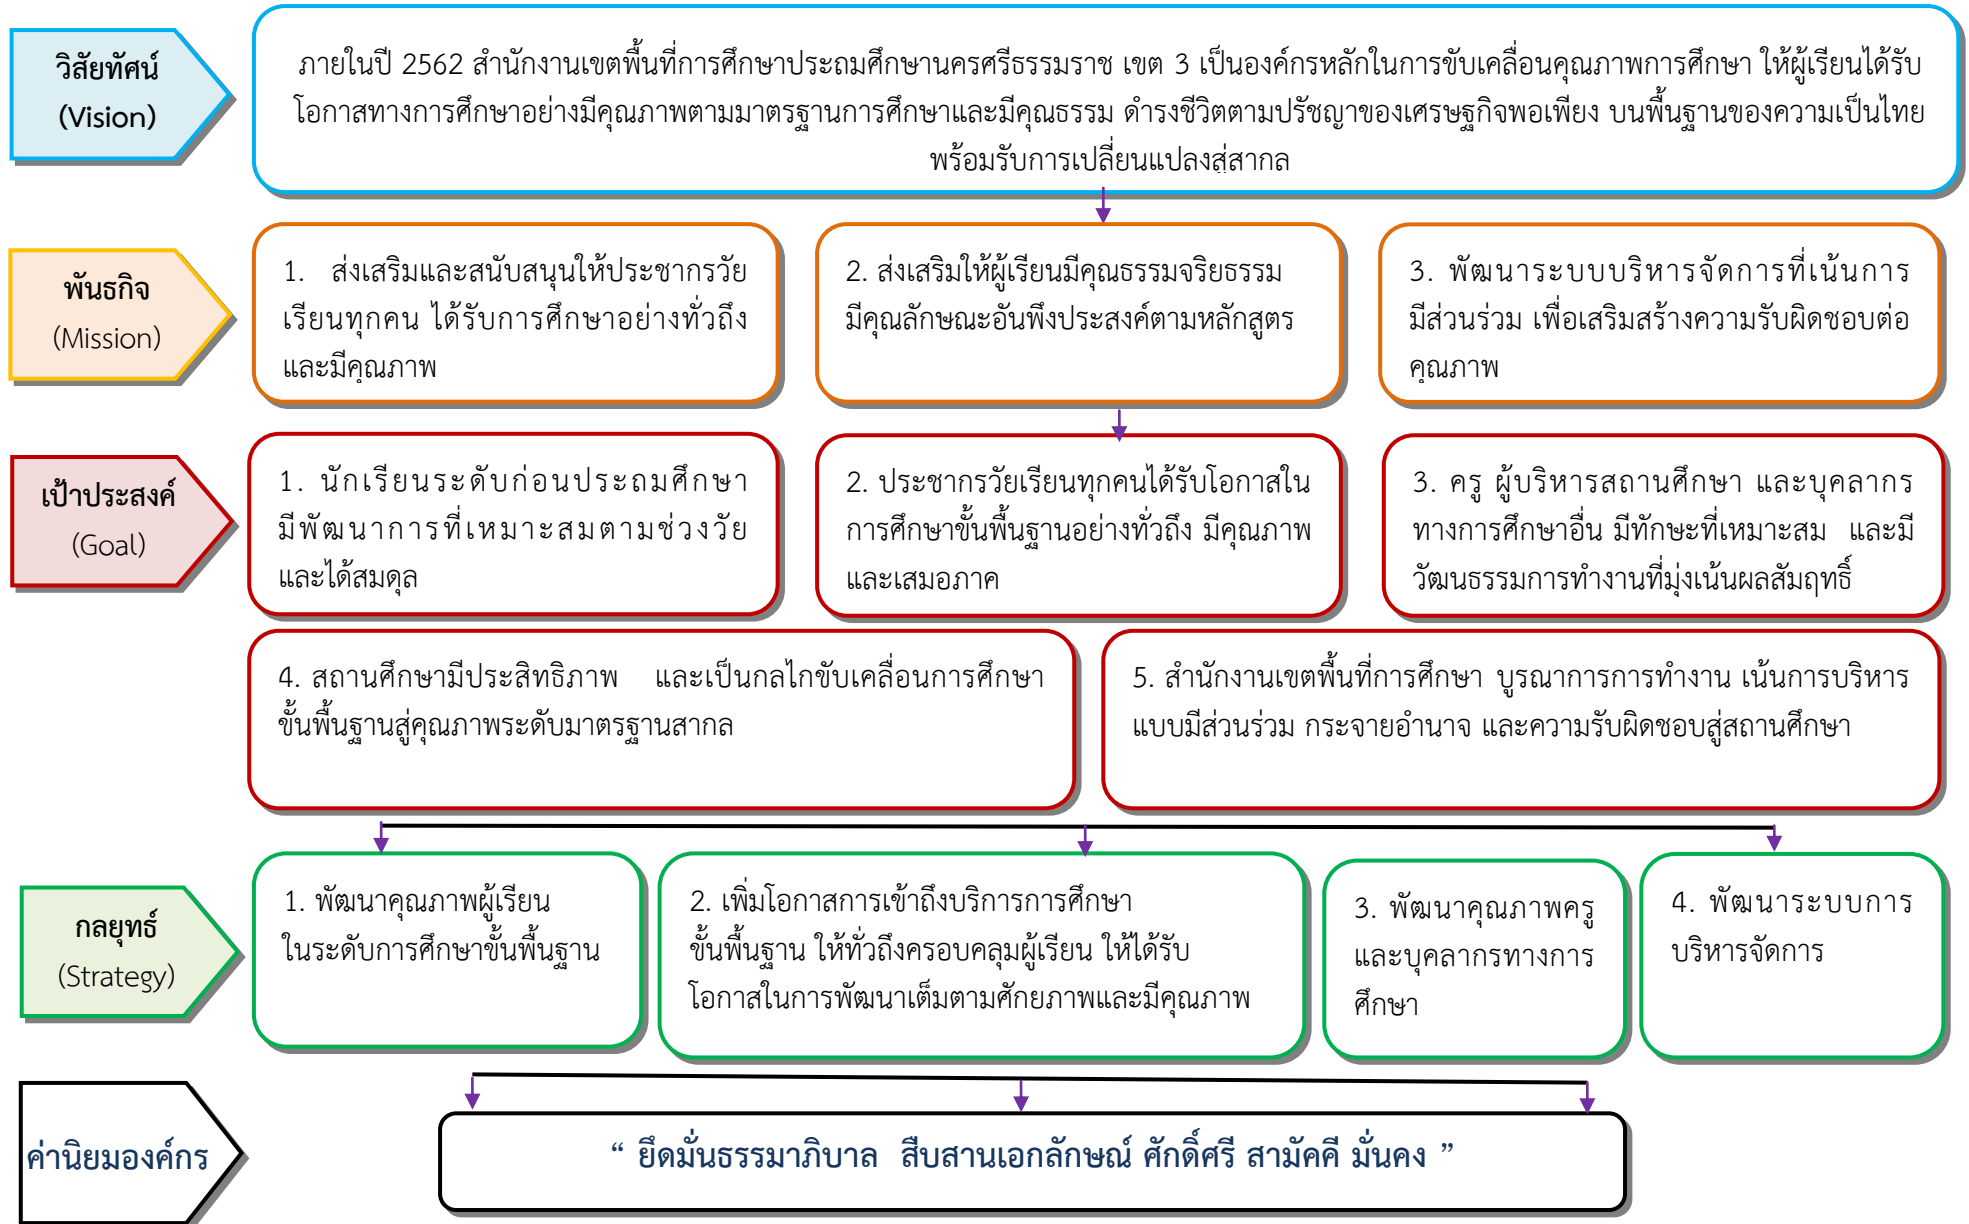 วิสัยทัศน์
(Vision)
ภายในปี 2562 สำนักงานเขตพื้นที่การศึกษาประถมศึกษานครศรีธรรมราช เขต 3 เป็นองค์กรหลักในการขับเคลื่อนคุณภาพการศึกษา ให้ผู้เรียนได้รับ
โอกาสทางการศึกษาอย่างมีคุณภาพตามมาตรฐานการศึกษาและมีคุณธรรม ดำรงชีวิตตามปรัชญาของเศรษฐกิจพอเพียง บนพื้นฐานของความเป็นไทย
พร้อมรับการเปลี่ยนแปลงสู่สากล
พันธกิจ
(Mission)
1. ส่งเสริมและสนับสนุนให้ประชากรวัย
เรียนทุกคน ได้รับการศึกษาอย่างทั่วถึง
และมีคุณภาพ
2. ส่งเสริมให้ผู้เรียนมีคุณธรรมจริยธรรม
มีคุณลักษณะอันพึงประสงค์ตามหลักสูตร
3. พัฒนาระบบบริหารจัดการที่เน้นการ
มีส่วนร่วม เพื่อเสริมสร้างความรับผิดชอบต่อ
คุณภาพ
เป้าประสงค์
(Goal)
1. นักเรียนระดับก่อนประถมศึกษา
มีพัฒนาการที่เหมาะสมตามช่วงวัย
และได้สมดุล
2. ประชากรวัยเรียนทุกคนได้รับโอกาสใน
การศึกษาขั้นพื้นฐานอย่างทั่วถึง มีคุณภาพ
และเสมอภาค
3. ครู ผู้บริหารสถานศึกษา และบุคลากร
ทางการศึกษาอื่น มีทักษะที่เหมาะสม และมี
วัฒนธรรมการทำงานที่มุ่งเน้นผลสัมฤทธิ์
4. สถานศึกษามีประสิทธิภาพ และเป็นกลไกขับเคลื่อนการศึกษา
ขั้นพื้นฐานสู่คุณภาพระดับมาตรฐานสากล
5. สำนักงานเขตพื้นที่การศึกษา บูรณาการการทำงาน เน้นการบริหาร
แบบมีส่วนร่วม กระจายอำนาจ และความรับผิดชอบสู่สถานศึกษา
กลยุทธ์
(Strategy)
1. พัฒนาคุณภาพผู้เรียน
ในระดับการศึกษาขั้นพื้นฐาน
2. เพิ่มโอกาสการเข้าถึงบริการการศึกษา
ขั้นพื้นฐาน ให้ทั่วถึงครอบคลุมผู้เรียน ให้ได้รับ
โอกาสในการพัฒนาเต็มตามศักยภาพและมีคุณภาพ
3. พัฒนาคุณภาพครู
และบุคลากรทางการ
ศึกษา
4. พัฒนาระบบการ
บริหารจัดการ
ค่านิยมองค์กร
“ ยึดมั่นธรรมาภิบาล สืบสานเอกลักษณ์ ศักดิ์ศรี สามัคคี มั่นคง ”